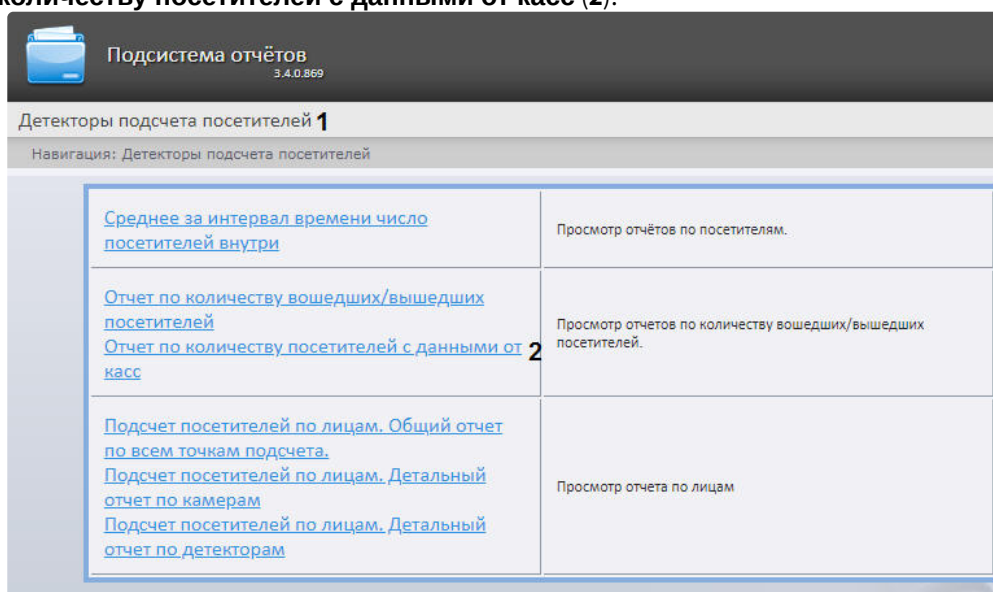 количеству посетителей с данными от касс (2).
Подсистема отчётов
3.4.0.869
Детекторы подсчета посетителей 1
Навигация: Детекторы подсчета посетителей
Среднее за интервал времени число
посетителей внутри
Просмотр отчётов по посетителям.
Отчет по количеству вошедших/вышедших
посетителей
Отчет по количеству посетителей с данными от 2
касс
Просмотр отчетов по количеству вошедших/вышедших
посетителей.
Подсчет посетителей по лицам. Общий отчет
по всем точкам подсчета.
Подсчет посетителей по лицам. Детальный
отчет по камерам
Подсчет посетителей по лицам. Детальный
отчет по детекторам
Просмотр отчета по лицам